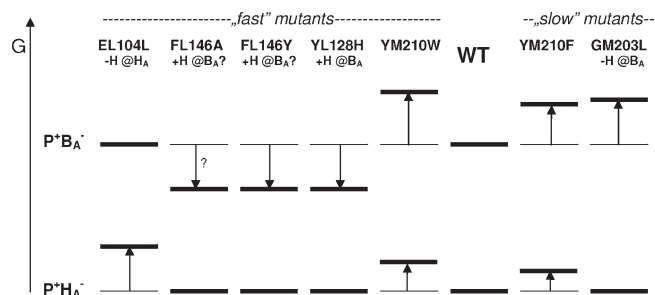 -------------------„fast” mutants-------------------
--„slow” mutants--
G
EL104L FL146A FL146Y YL128H YM210W WT YM210F GM203L
-H @HA +H @BA? +H @BA? +H @BA -H @BA
P⁺BA⁻
?
P⁺HA⁻